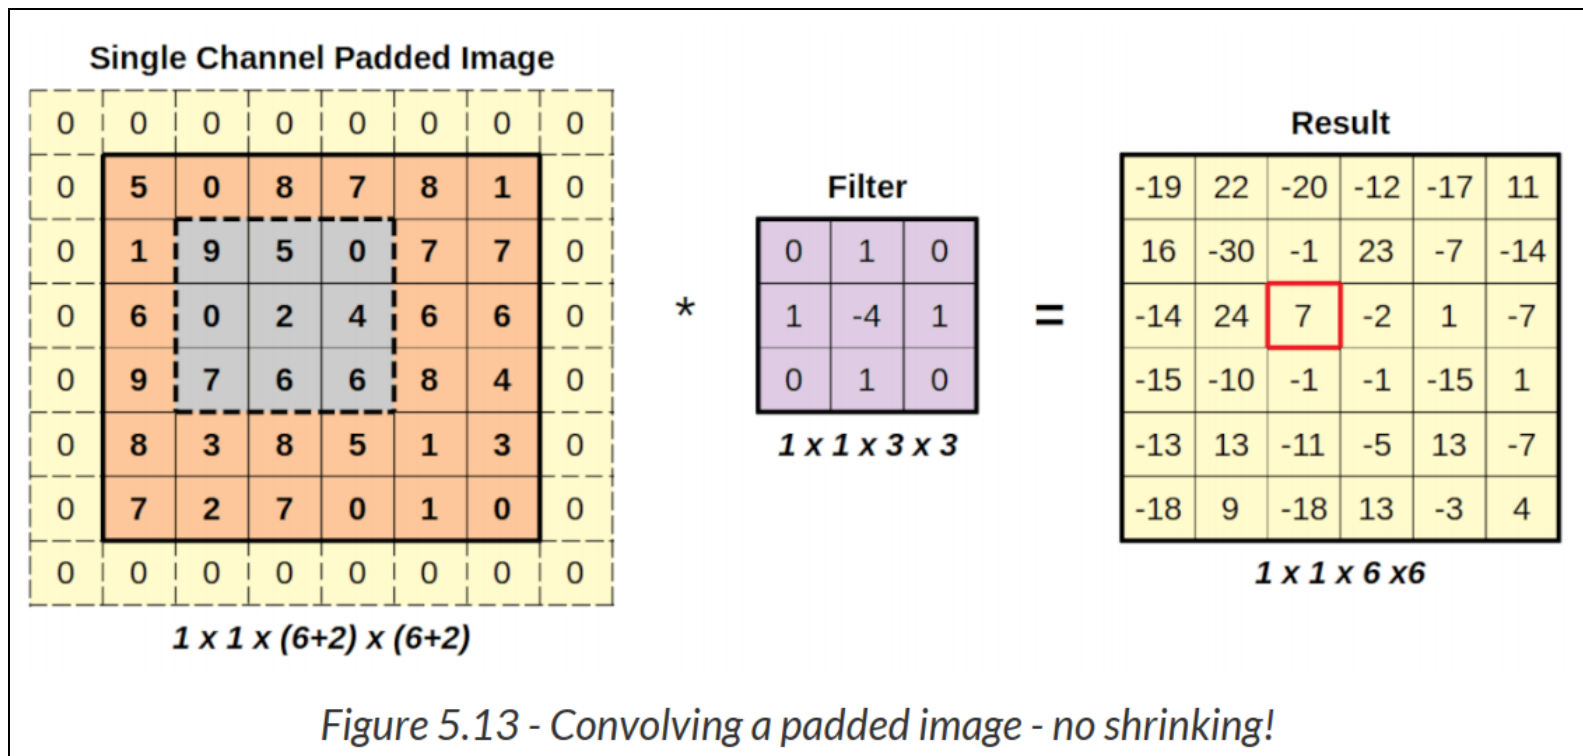 Single Channel Padded Image
0 0 0 0 0 0 0 0
0 5 0 8 7 8 1 0
0 1 9 5 0 7 7 0
0 6 0 2 4 6 6 0
0 9 7 6 6 8 4 0
0 8 3 8 5 1 3 0
0 7 2 7 0 1 0 0
0 0 0 0 0 0 0 0
1 x 1 x (6+2) x (6+2)
*
Filter
0 1 0
1 -4 1
0 1 0
1 x 1 x 3 x 3
=
Result
-19 22 -20 -12 -17 11
16 -30 -1 23 -7 -14
-14 24 7 -2 1 -7
-15 -10 -1 -1 -15 1
-13 13 -11 -5 13 -7
-18 9 -18 13 -3 4
1 x 1 x 6 x6
Figure 5.13 - Convolving a padded image - no shrinking!